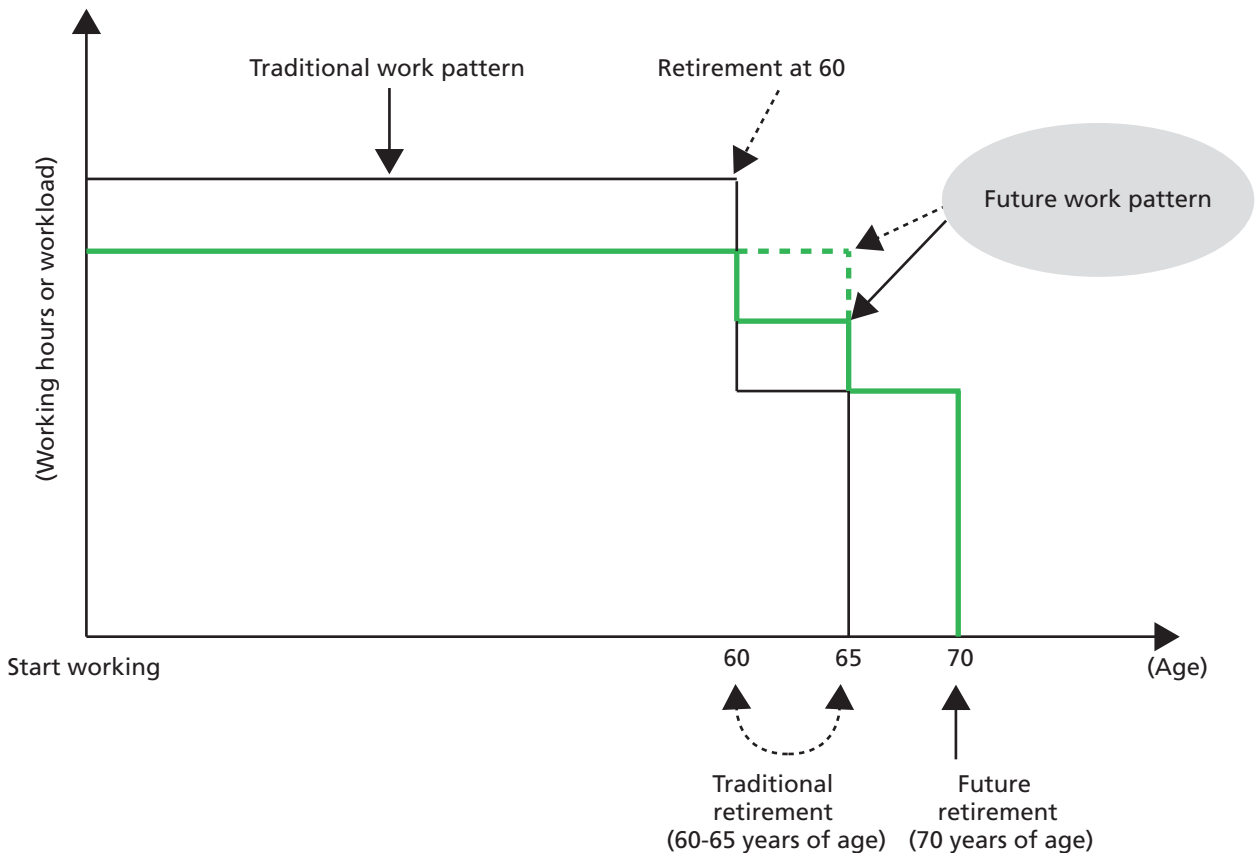 Traditional work pattern
Retirement at 60
Future work pattern
(Working hours or workload)
Start working
60
65
70
(Age)
Traditional
retirement
(60-65 years of age)
Future
retirement
(70 years of age)